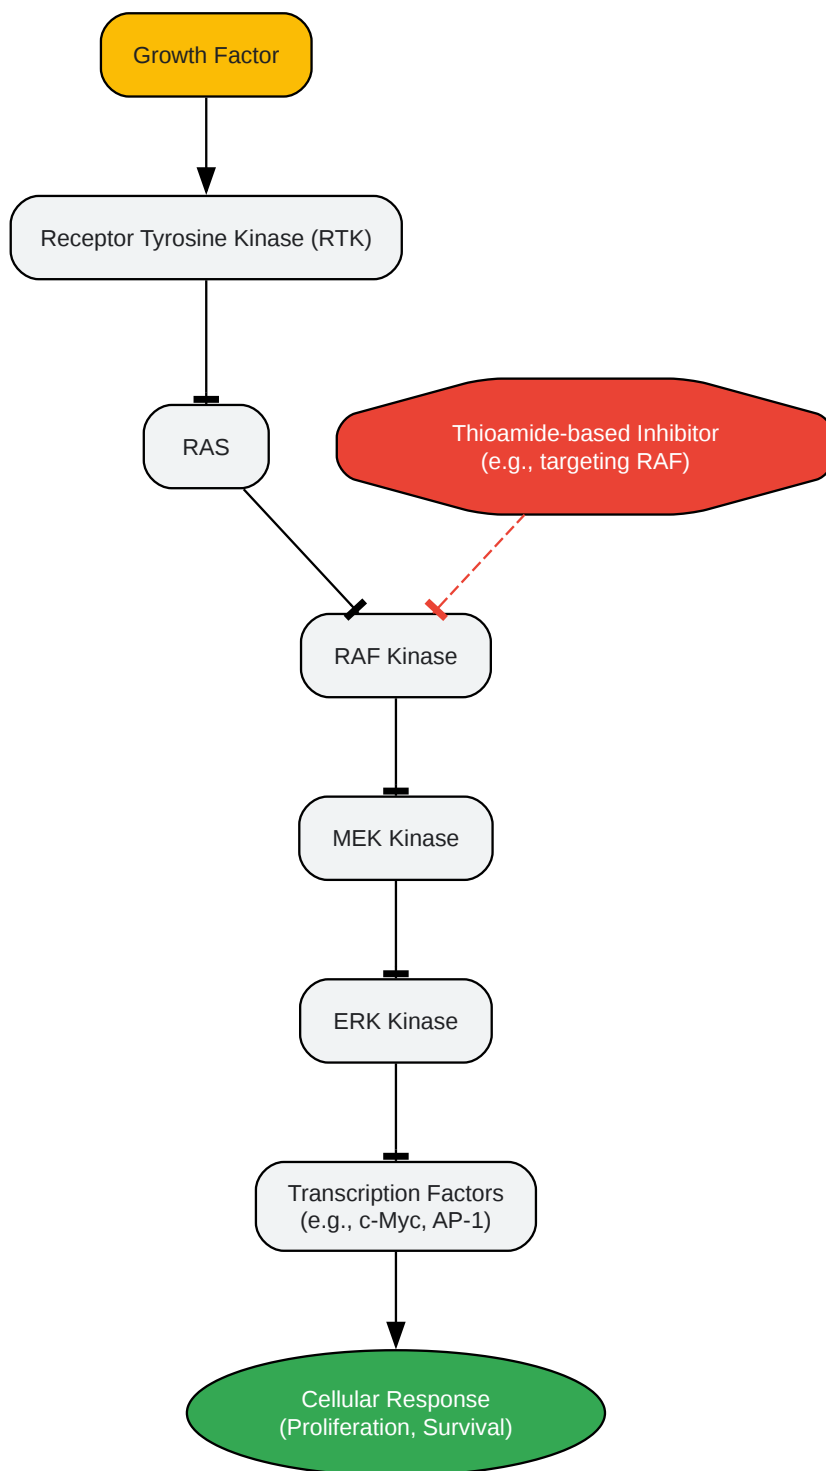 Growth Factor
Receptor Tyrosine Kinase (RTK)
RAS
Thioamide-based Inhibitor
(e.g., targeting RAF)
RAF Kinase
MEK Kinase
ERK Kinase
Transcription Factors
(e.g., c-Myc, AP-1)
Cellular Response
(Proliferation, Survival)